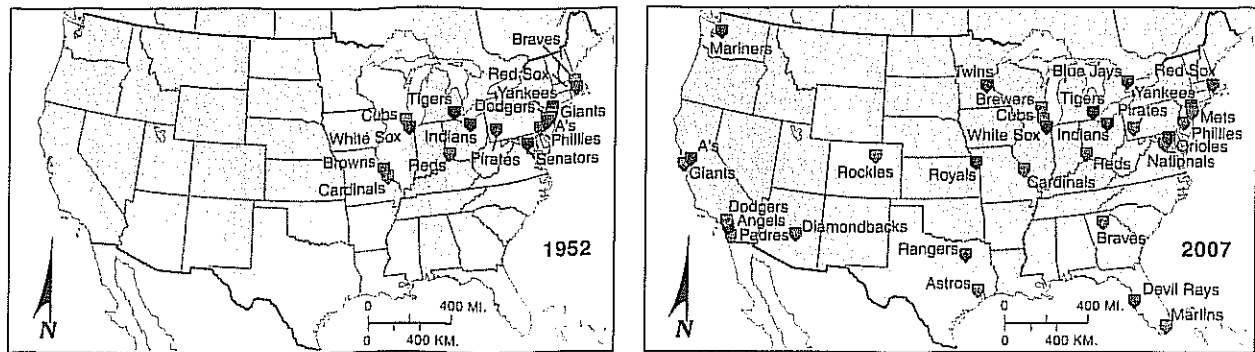 Braves
Red Sox
Yankees
Tigers
Dodgers
Giants
Cubs
A's
White Sox
Indians
Phillies
Browns
Reds
Pirates
Senators
Cardinals
1952
0 400 MI.
0 400 KM.
N
Mariners
Twins
Blue Jays
Red Sox
Yankees
Brewers
Tigers
Pirates
Cubs
Mets
White Sox
Indians
Phillies
Orioles
A's
Giants
Rockies
Royals
Reds
Nationals
Cardinals
Dodgers
Angels
Padres
Diamondbacks
Braves
Rangers
2007
Astros
Devil Rays
Marlins
0 400 MI.
0 400 KM.
N